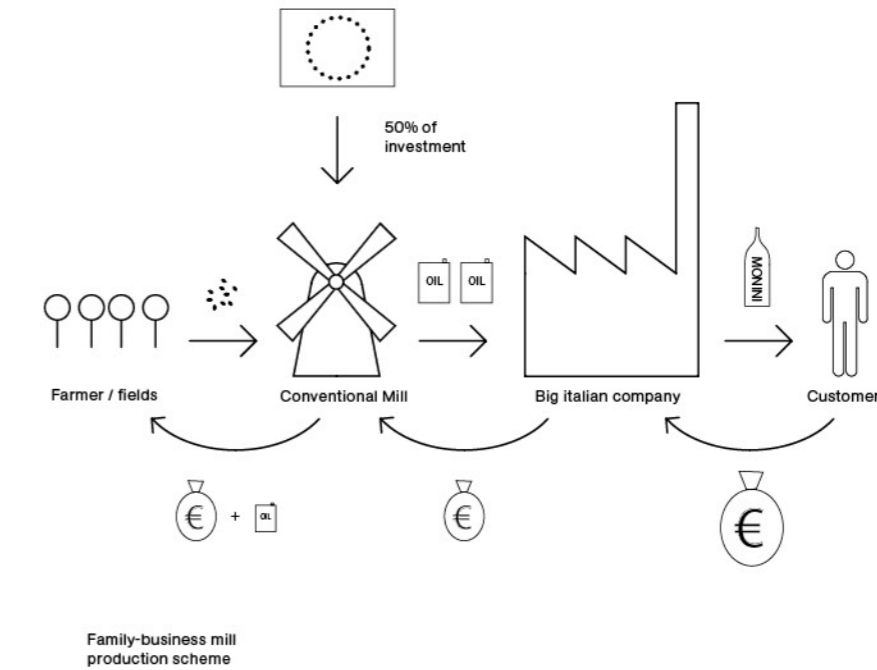 50% of
investment
OIL
OIL
MONINI
Farmer / fields
Conventional Mill
Big italian company
Customer
€
+
OIL
€
€
Family-business mill
production scheme